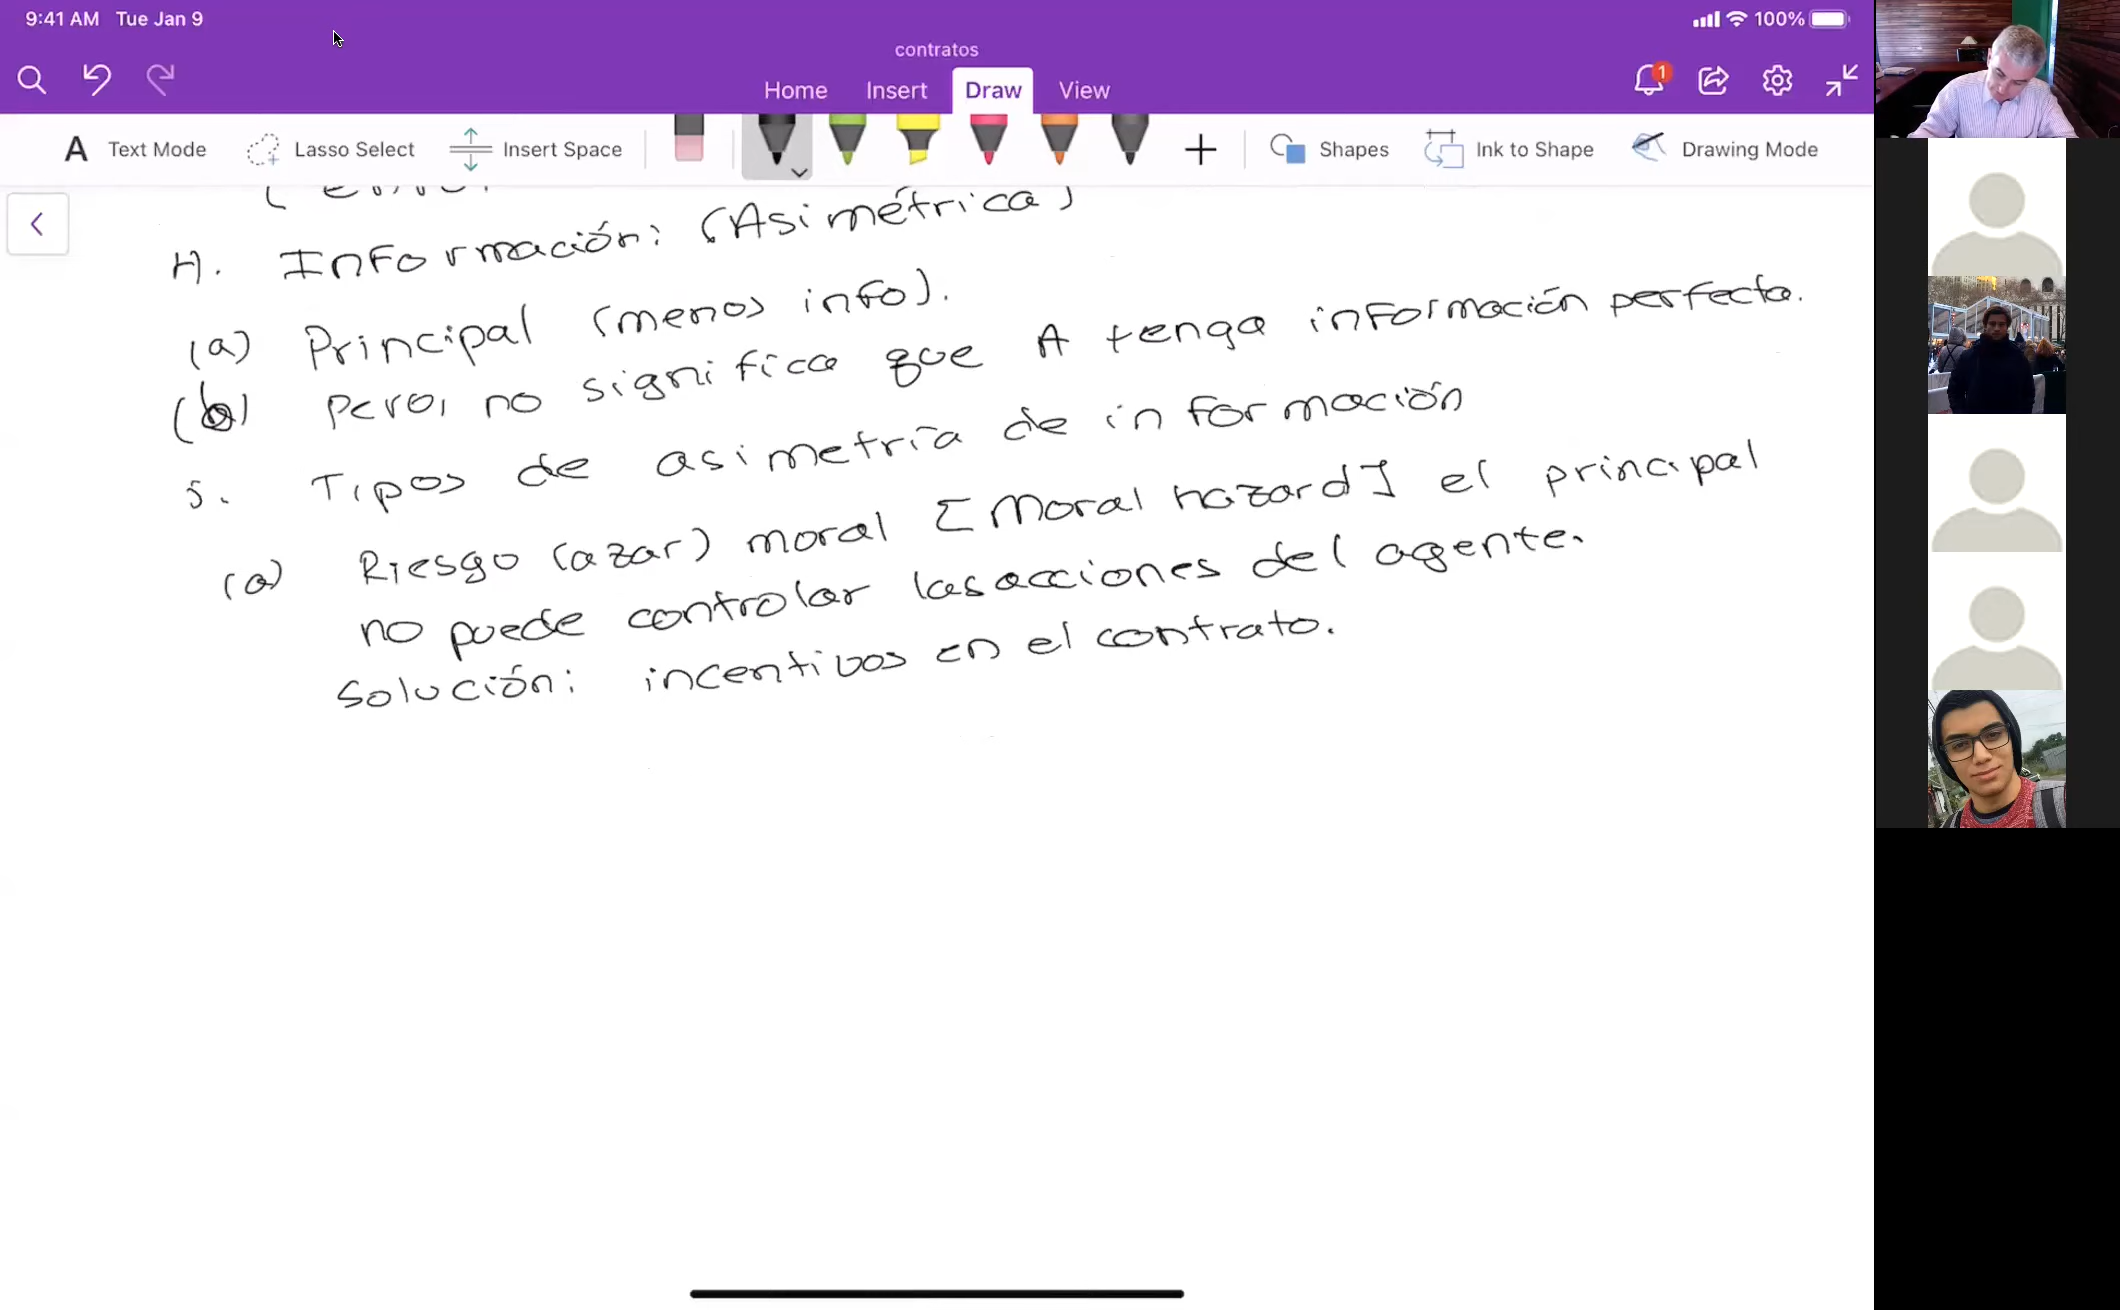 9:41 AM Tue Jan 9
100%
contratos
Home Insert Draw View
1
A Text Mode Lasso Select Insert Space Shapes Ink to Shape Drawing Mode
4. Información: (Asimétrica)
(a) Principal (menos info).
(b) Pero, no significa que A tenga información perfecta.
5. Tipos de asimetría de información
(a) Riesgo (azar) moral [Moral hazard] el principal
no puede controlar las acciones del agente.
Solución: incentivos en el contrato.